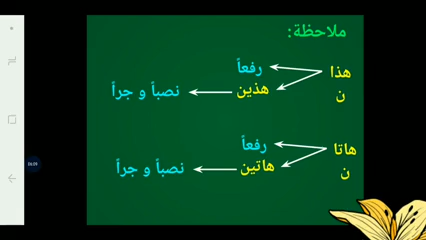 ملاحظة:
رفعاً
هذا
ن
هذين
نصباً و جراً
رفعاً
هاتا
ن
هاتين
نصباً و جراً